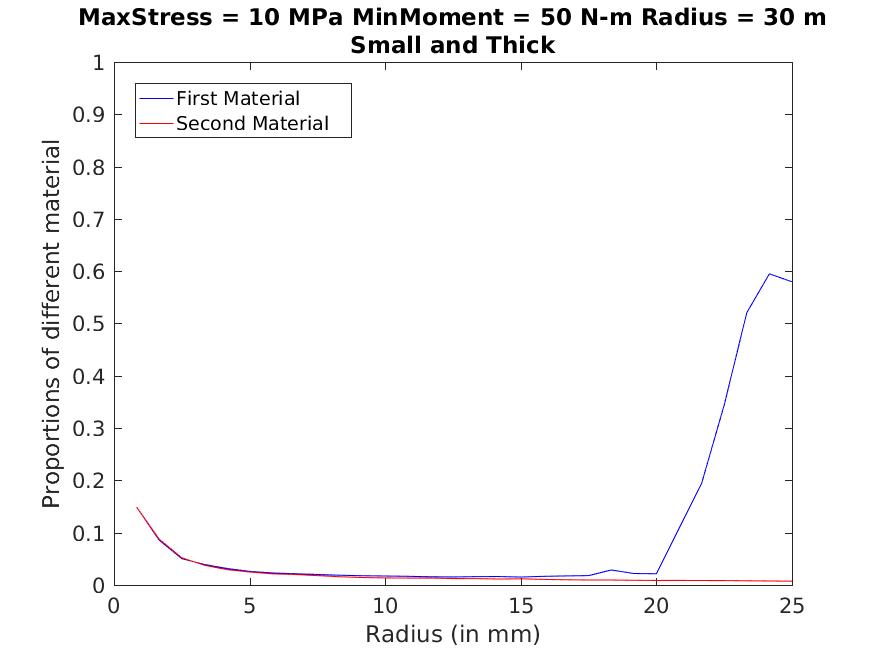 MaxStress = 10 MPa MinMoment = 50 N-m Radius = 30 m
Small and Thick
1
First Material
Second Material
0.9
0.8
0.7
0.6
0.5
0.4
0.3
0.2
0.1
0
Proportions of different material
0 5 10 15 20 25
Radius (in mm)